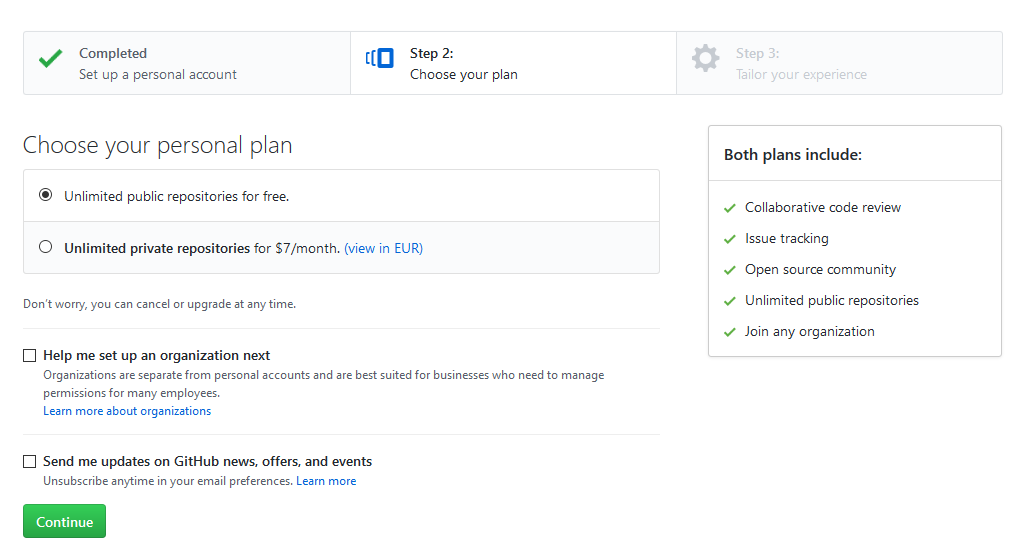 Completed
Set up a personal account
Step 2:
Choose your plan
Step 3:
Tailor your experience
Choose your personal plan
Unlimited public repositories for free.
Unlimited private repositories for $7/month. (view in EUR)
Don't worry, you can cancel or upgrade at any time.
Help me set up an organization next
Organizations are separate from personal accounts and are best suited for businesses who need to manage
permissions for many employees.
Learn more about organizations
Send me updates on GitHub news, offers, and events
Unsubscribe anytime in your email preferences. Learn more
Continue
Both plans include:
Collaborative code review
Issue tracking
Open source community
Unlimited public repositories
Join any organization